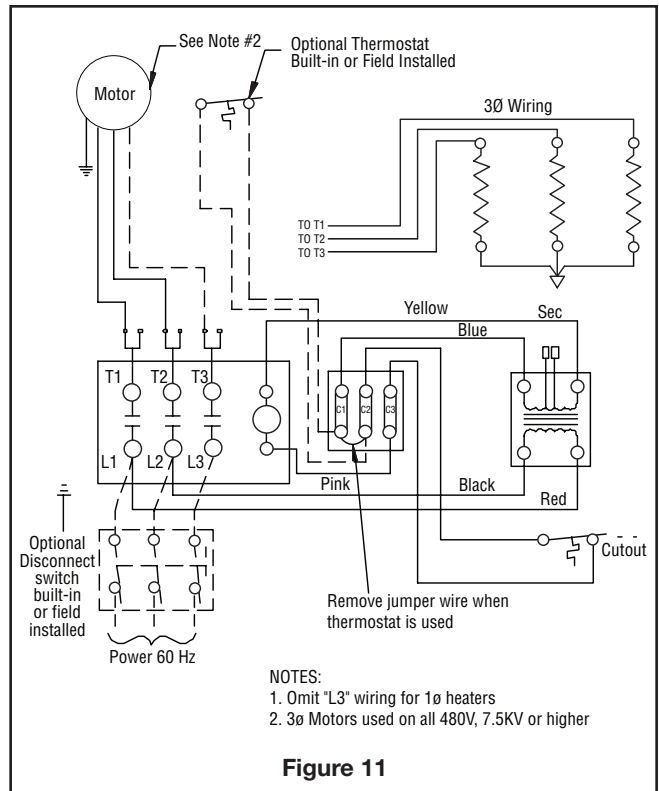 See Note #2
Optional Thermostat
Built-in or Field Installed
Motor
3Ø Wiring
TO T1
TO T2
TO T3
Yellow
Sec
Blue
T1
T2
T3
C1
C2
C3
L1
L2
L3
Pink
Black
Red
Optional
Disconnect
switch
built-in
or field
installed
Cutout
Remove jumper wire when
thermostat is used
Power 60 Hz
NOTES:
1. Omit "L3" wiring for 1ø heaters
2. 3ø Motors used on all 480V, 7.5KV or higher
Figure 11